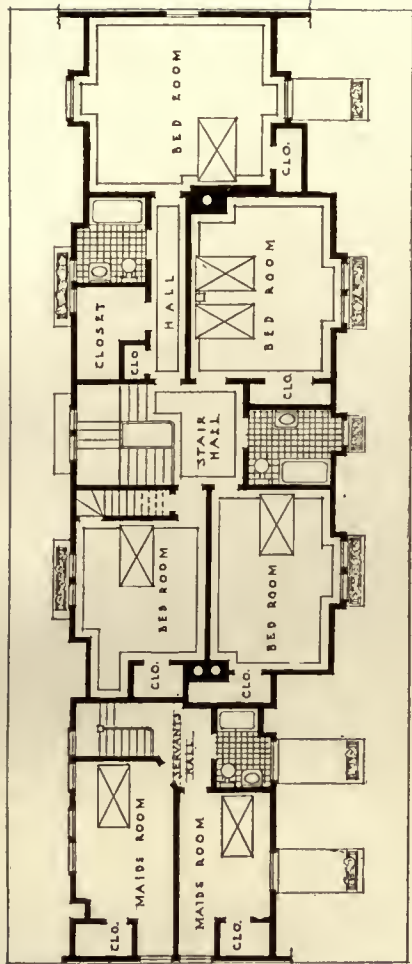 BED ROOM
CLO.
CLOSET
CLO.
HALL
BED ROOM
CLO.
STAIR
HALL
BED ROOM
CLO.
BED ROOM
CLO.
SERVANTS
HALL
MAIDS ROOM
CLO.
MAIDS ROOM
CLO.